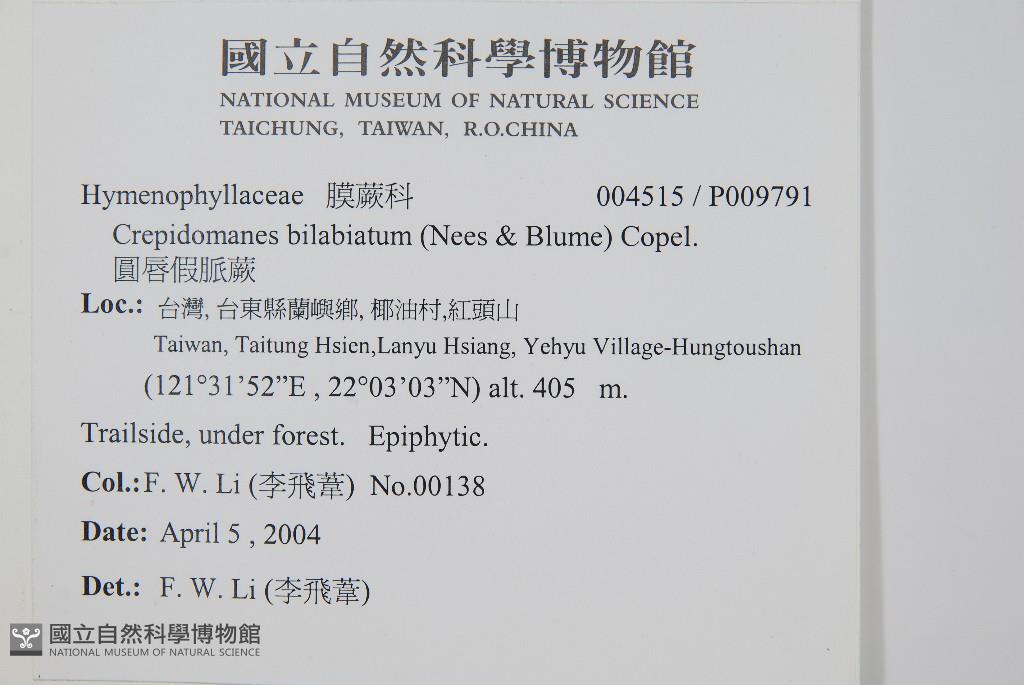 國立自然科學博物館
NATIONAL MUSEUM OF NATURAL SCIENCE
TAICHUNG, TAIWAN, R.O.CHINA
Hymenophyllaceae 膜蕨科 004515 / P009791
Crepidomanes bilabiatum (Nees & Blume) Copel.
圓唇假脈蕨
Loc.: 台灣, 台東縣蘭嶼鄉, 椰油村,紅頭山
Taiwan, Taitung Hsien,Lanyu Hsiang, Yehyu Village-Hungtoushan
(121°31’52”E , 22°03’03”N) alt. 405 m.
Trailside, under forest. Epiphytic.
Col.:F. W. Li (李飛葦) No.00138
Date: April 5 , 2004
Det.: F. W. Li (李飛葦)
國立自然科學博物館
NATIONAL MUSEUM OF NATURAL SCIENCE